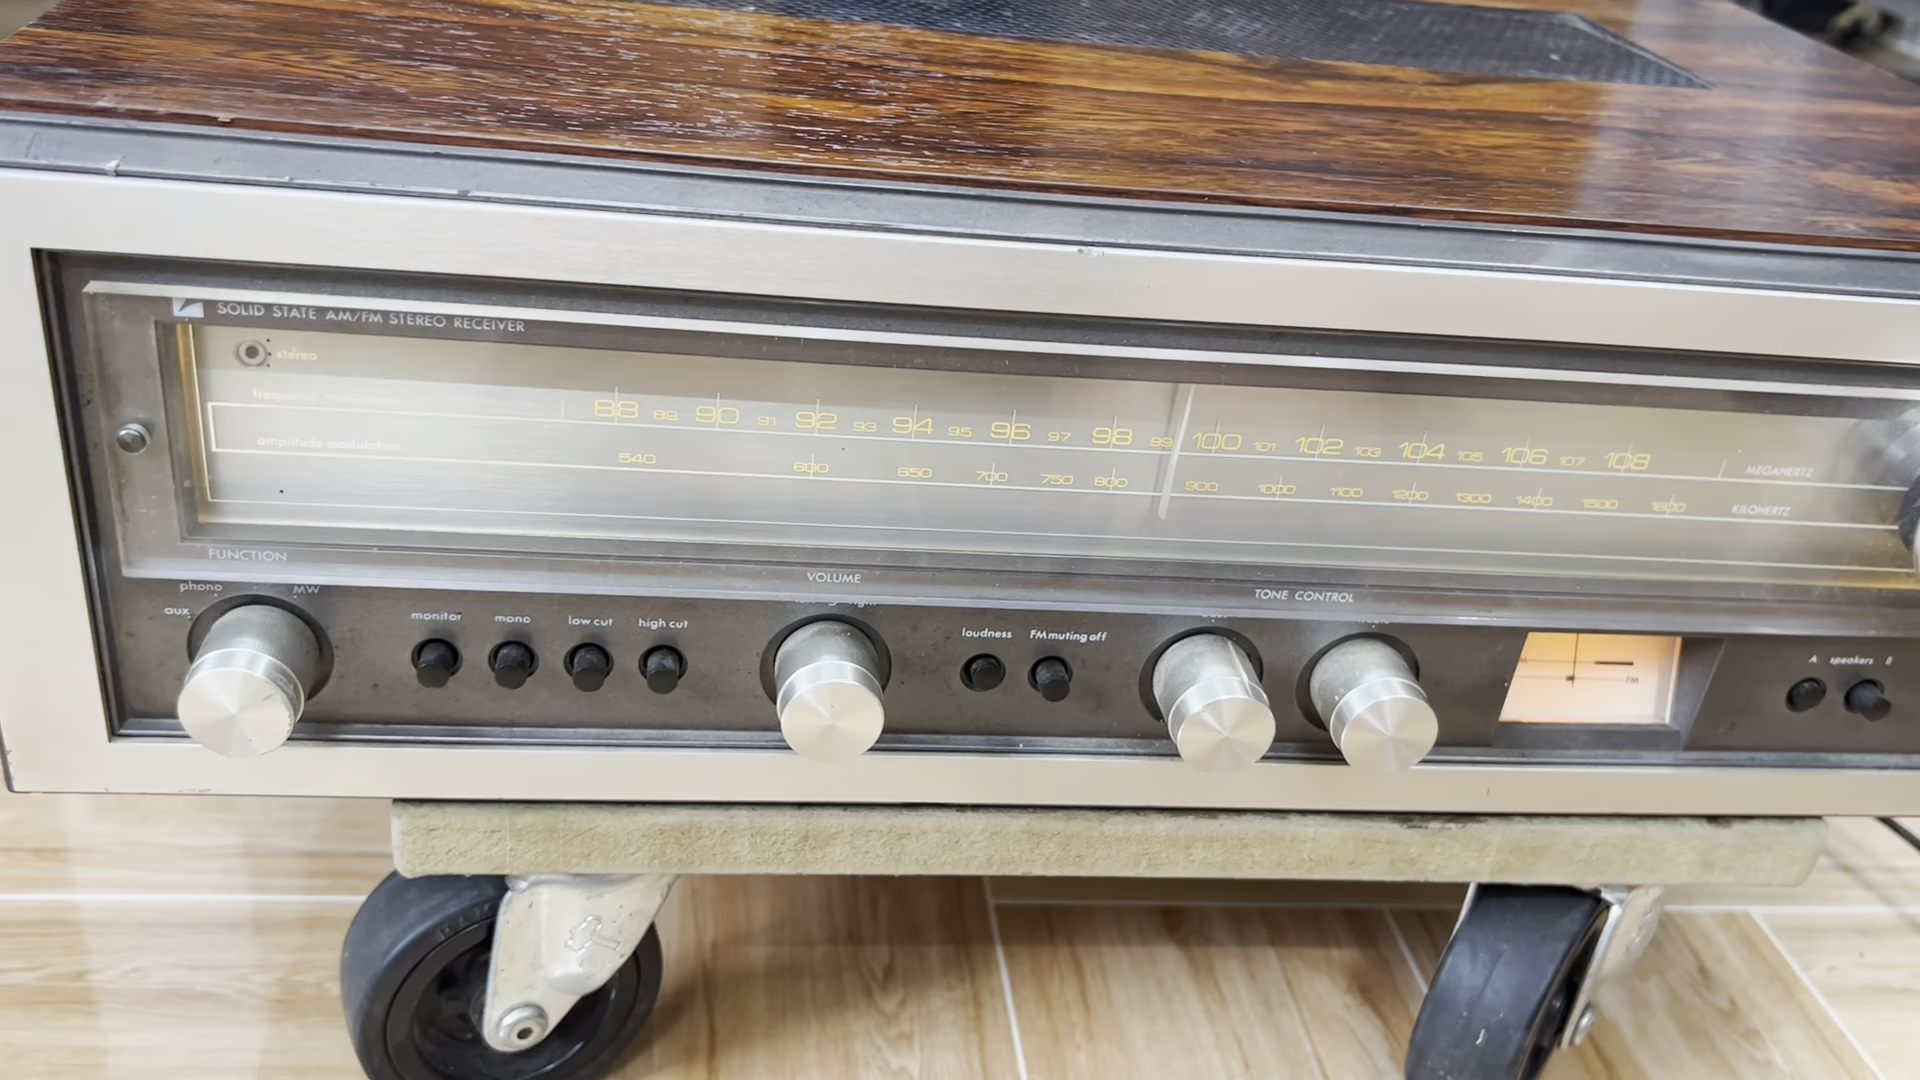 SOLID STATE AM/FM STEREO RECEIVER
stereo
88 89 90 91 92 93 94 95 96 97 98 99 100 101 102 103 104 105 106 107 108 MEGAHERTZ
amplitude modulation
540 600 650 700 750 800 900 1000 1100 1200 1300 1400 1500 1600 KILOHERTZ
FUNCTION
VOLUME
TONE CONTROL
phono MW
aux
monitor mono low cut high cut
loudness FM muting off
FM
A speakers B